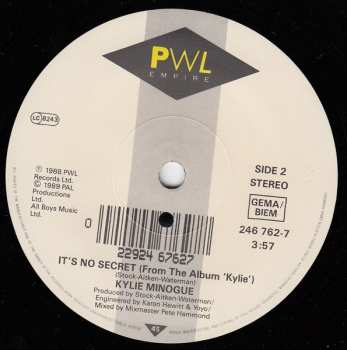 PWL
EMPIRE
LC 8243
℗ 1988 PWL
Records Ltd.
© 1989 PAL
Productions
Ltd.
All Boys Music
Ltd.
SIDE 2
STEREO
GEMA/
BIEM
246 762-7
3:57
0
22924 67627
IT'S NO SECRET (From The Album 'Kylie')
(Stock-Aitken-Waterman)
KYLIE MINOGUE
Produced by Stock-Aitken-Waterman/
Engineered by Karen Hewitt & Yoyo/
Mixed by Mixmaster Pete Hammond
45